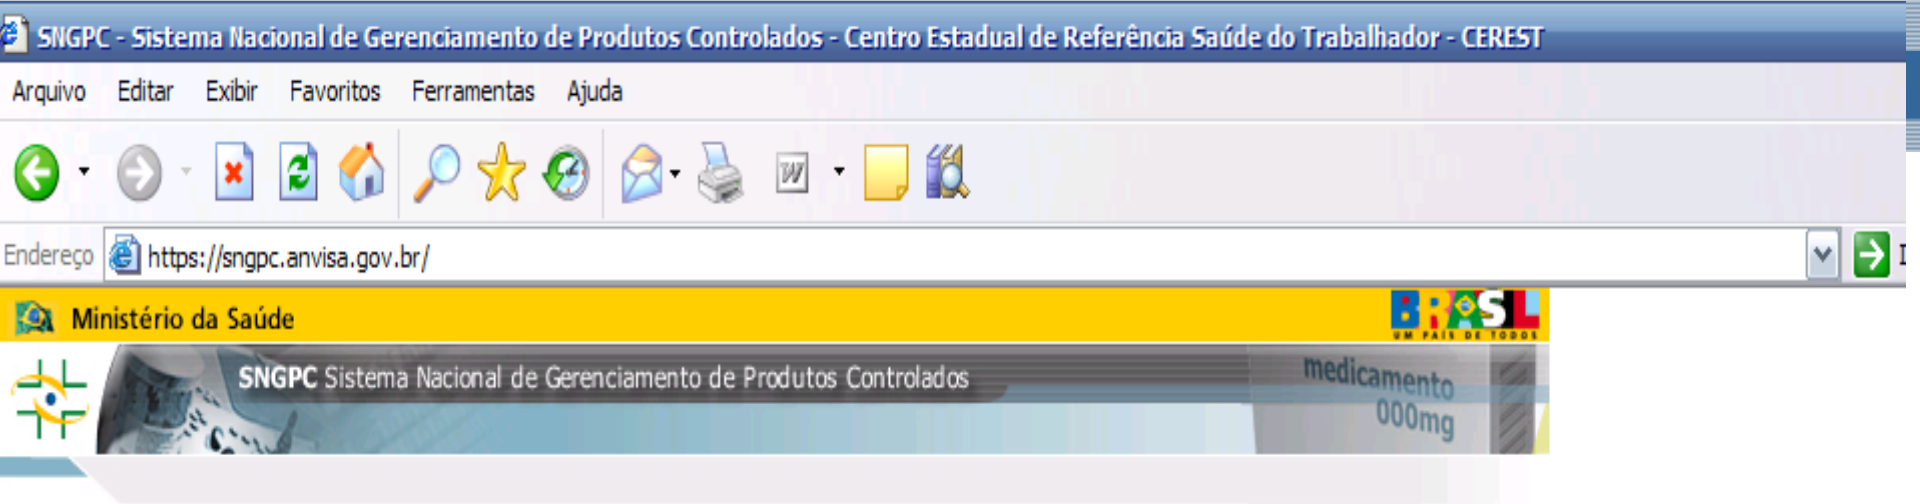 SNGPC - Sistema Nacional de Gerenciamento de Produtos Controlados - Centro Estadual de Referência Saúde do Trabalhador - CEREST
Arquivo Editar Exibir Favoritos Ferramentas Ajuda
W
Endereço https://sngpc.anvisa.gov.br/
Ministério da Saúde BRASIL
UM PAÍS DE TODOS
SNGPC Sistema Nacional de Gerenciamento de Produtos Controlados
medicamento
000mg